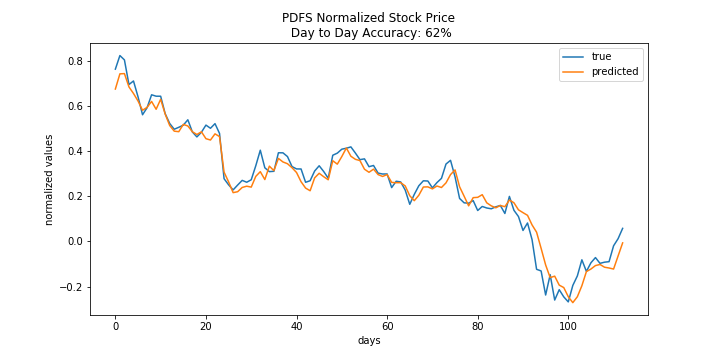 PDFS Normalized Stock Price
Day to Day Accuracy: 62%
true
predicted
normalized values
0.8
0.6
0.4
0.2
0.0
−0.2
0 20 40 60 80 100
days